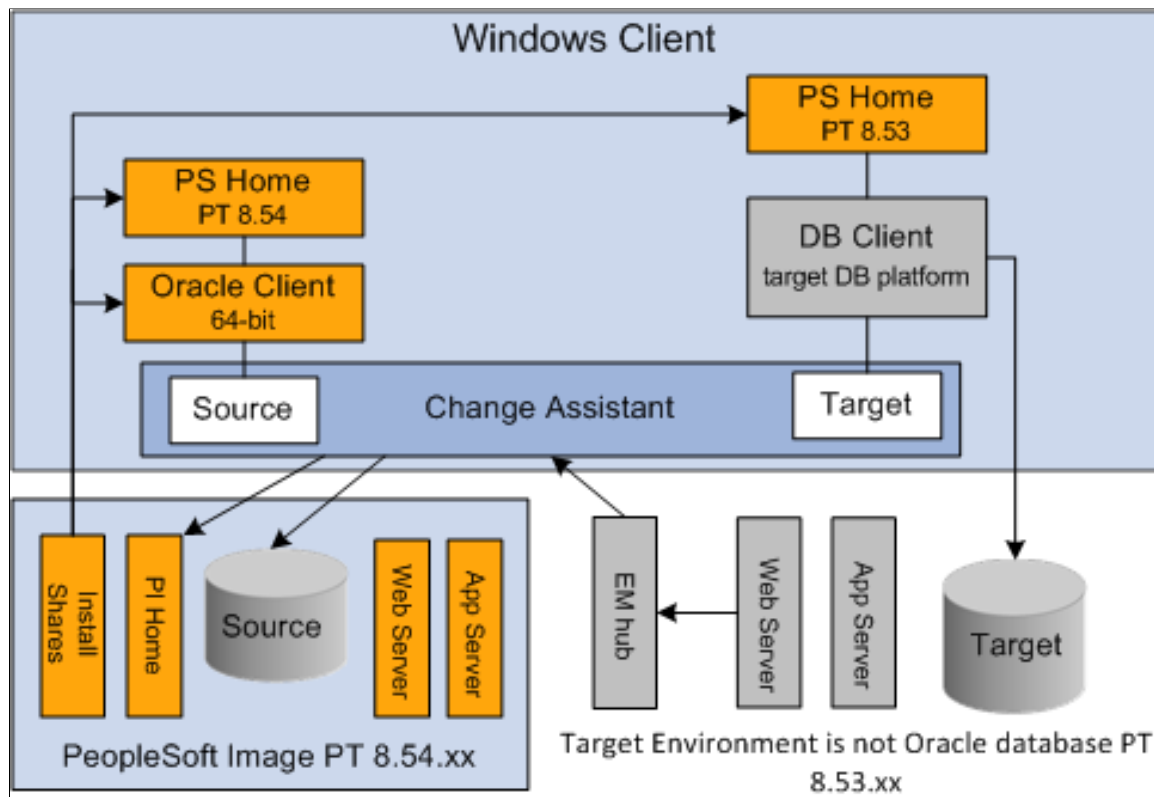 Windows Client
PS Home
PT 8.53
PS Home
PT 8.54
DB Client
target DB platform
Oracle Client
64-bit
Source
Change Assistant
Target
Install
Shares
PI Home
Source
Web Server
App Server
EM hub
Web Server
App Server
Target
PeopleSoft Image PT 8.54.xx
Target Environment is not Oracle database PT
8.53.xx